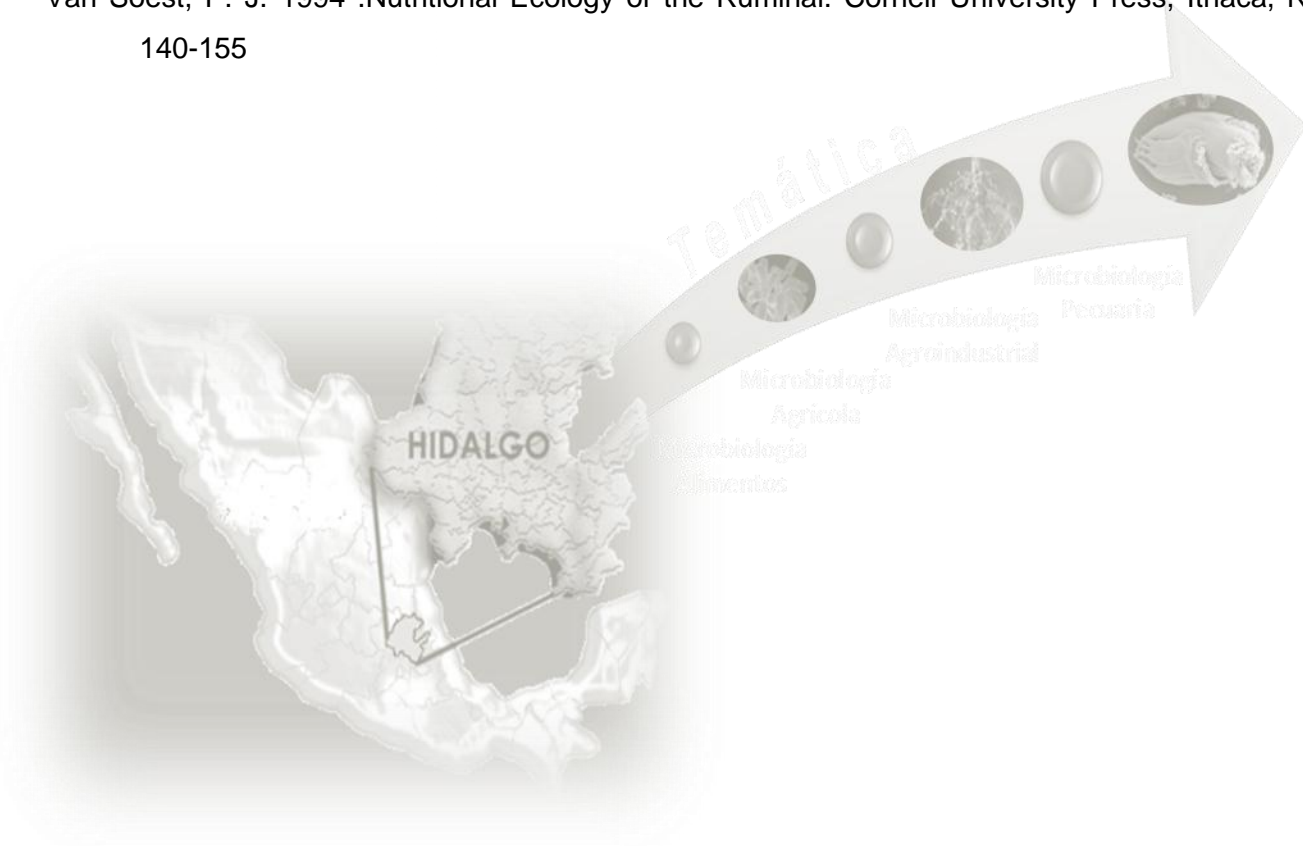 Van Soest, P. J. 1994 .Nutritional Ecology of the Ruminal. Cornell University Press, Ithaca,
140-155
Temática
HIDALGO
Microbiología
Pecuaria
Microbiología
Agroindustrial
Microbiología
Agrícola
Microbiología
Alimentos